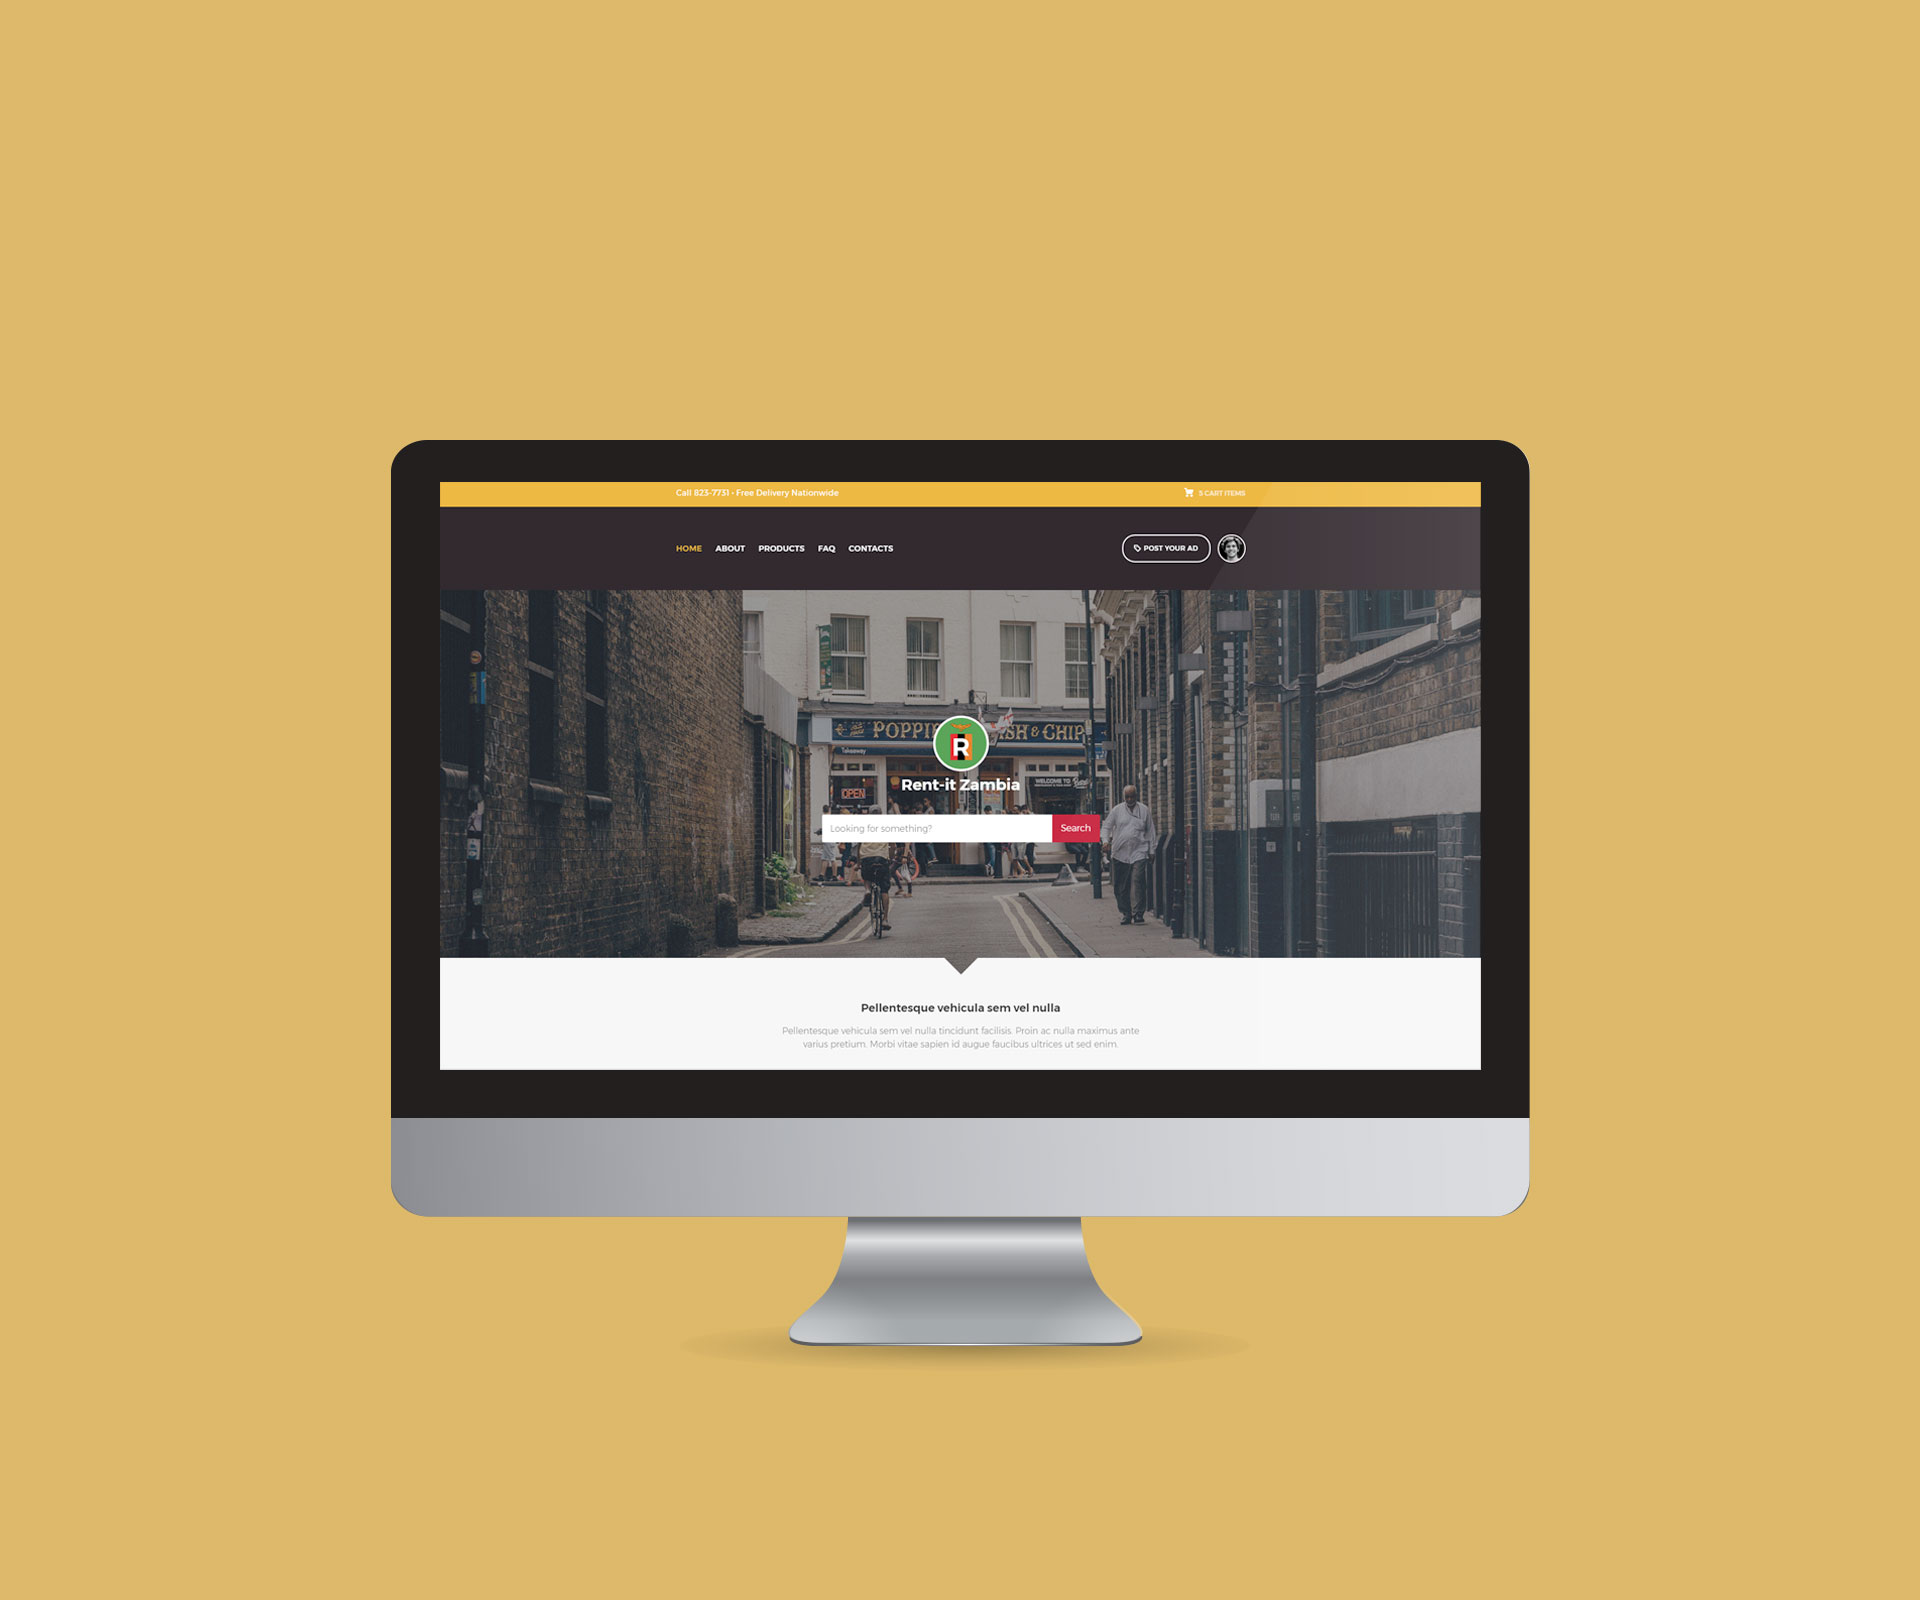 Call 823-7731 - Free Delivery Nationwide
3 CART ITEMS
HOME ABOUT PRODUCTS FAQ CONTACTS
POST YOUR AD
POPPI SH & CHIP
Takeaway
R
OPEN
WELCOME TO
Rent-it Zambia
Looking for something?
Search
Pellentesque vehicula sem vel nulla
Pellentesque vehicula sem vel nulla tincidunt facilisis. Proin ac nulla maximus ante
varius pretium. Morbi vitae sapien id augue faucibus ultrices ut sed enim.